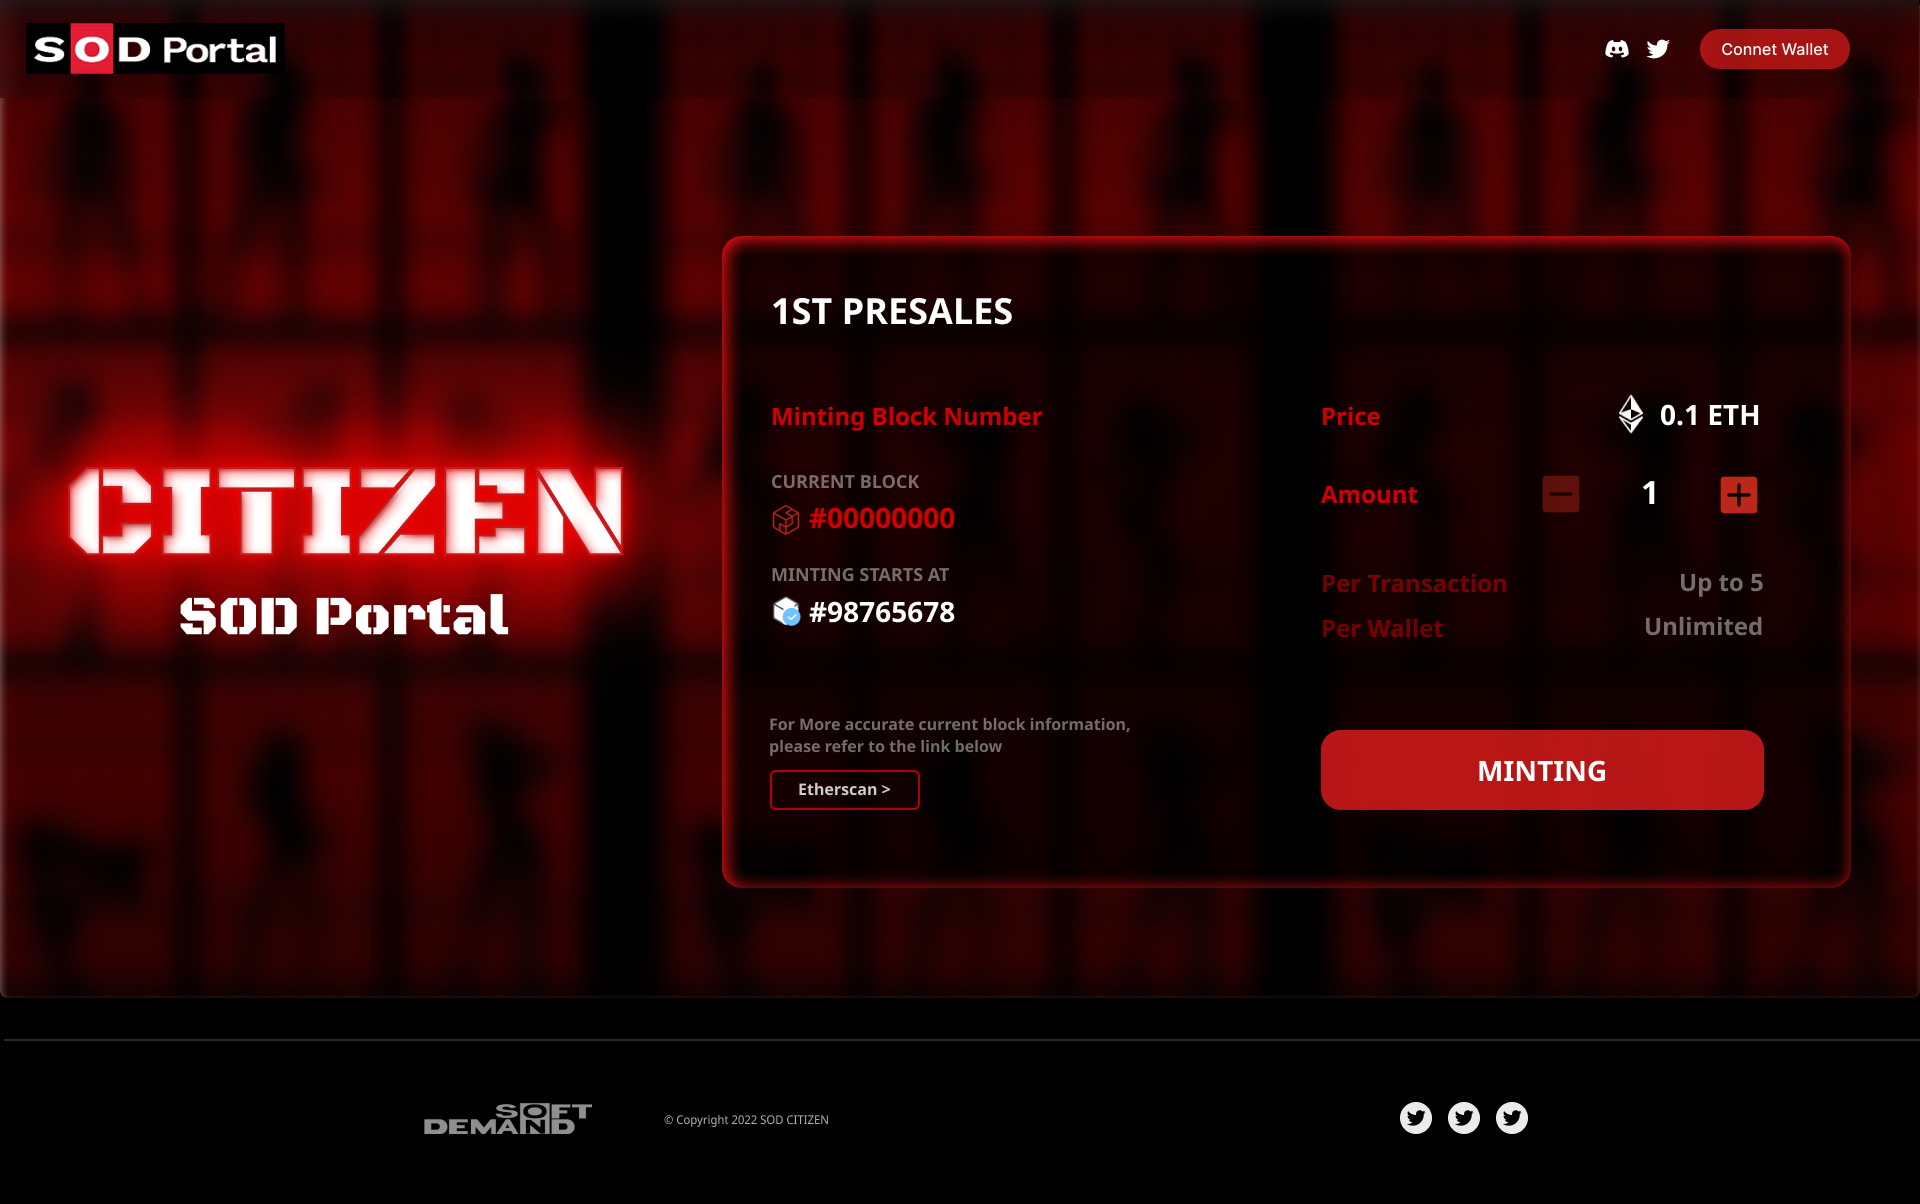 SOD Portal
Connet Wallet
CITIZEN
SOD Portal
1ST PRESALES
Minting Block Number
CURRENT BLOCK
#00000000
MINTING STARTS AT
#98765678
For More accurate current block information,
please refer to the link below
Etherscan >
Price
0.1 ETH
Amount
1
Per Transaction
Up to 5
Per Wallet
Unlimited
MINTING
SOFT
DEMAND
© Copyright 2022 SOD CITIZEN